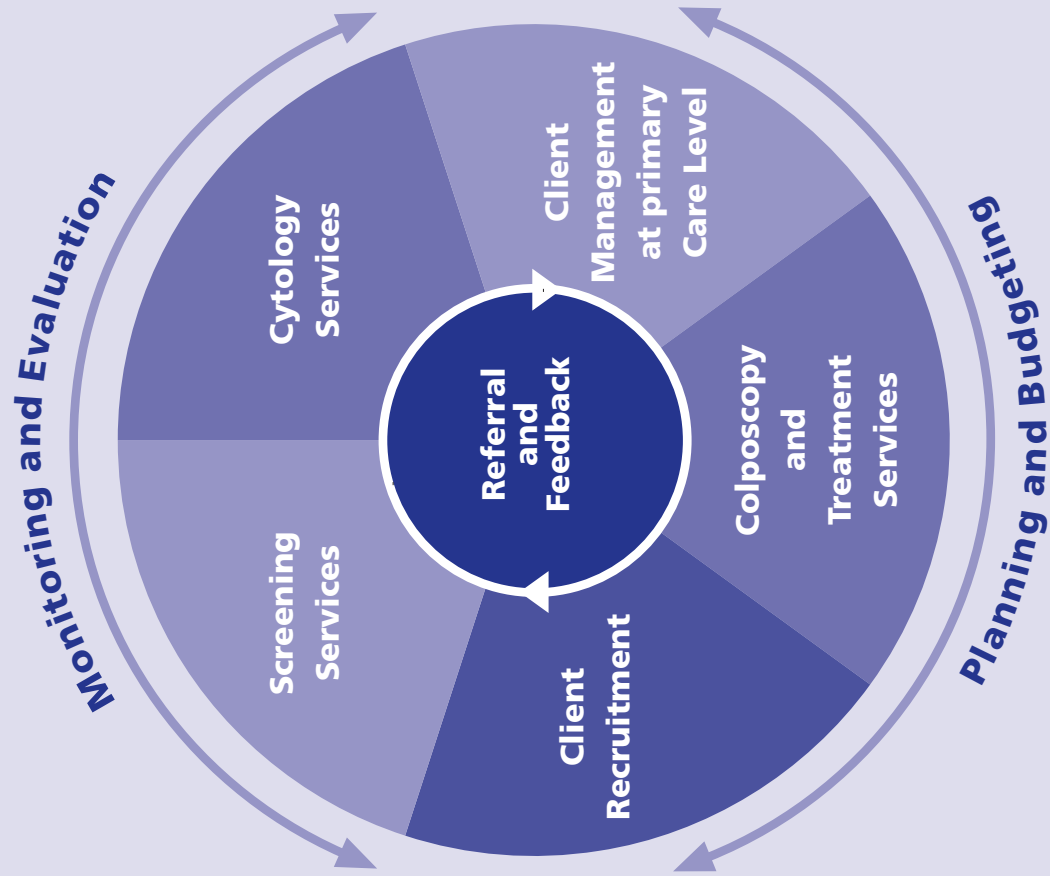 Monitoring and Evaluation
Cytology
Services
Client
Management
at primary
Care Level
Colposcopy
and
Treatment
Services
Client
Recruitment
Screening
Services
Referral
and
Feedback
Planning and Budgeting